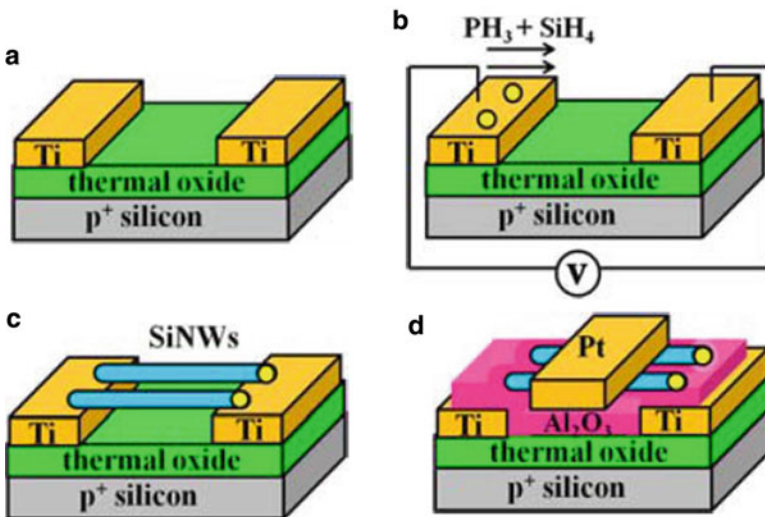 a
Ti
Ti
thermal oxide
p⁺ silicon
b
PH₃ + SiH₄
Ti
Ti
thermal oxide
p⁺ silicon
V
c
SiNWs
Ti
Ti
thermal oxide
p⁺ silicon
d
Pt
Ti
Al₂O₃
Ti
thermal oxide
p⁺ silicon